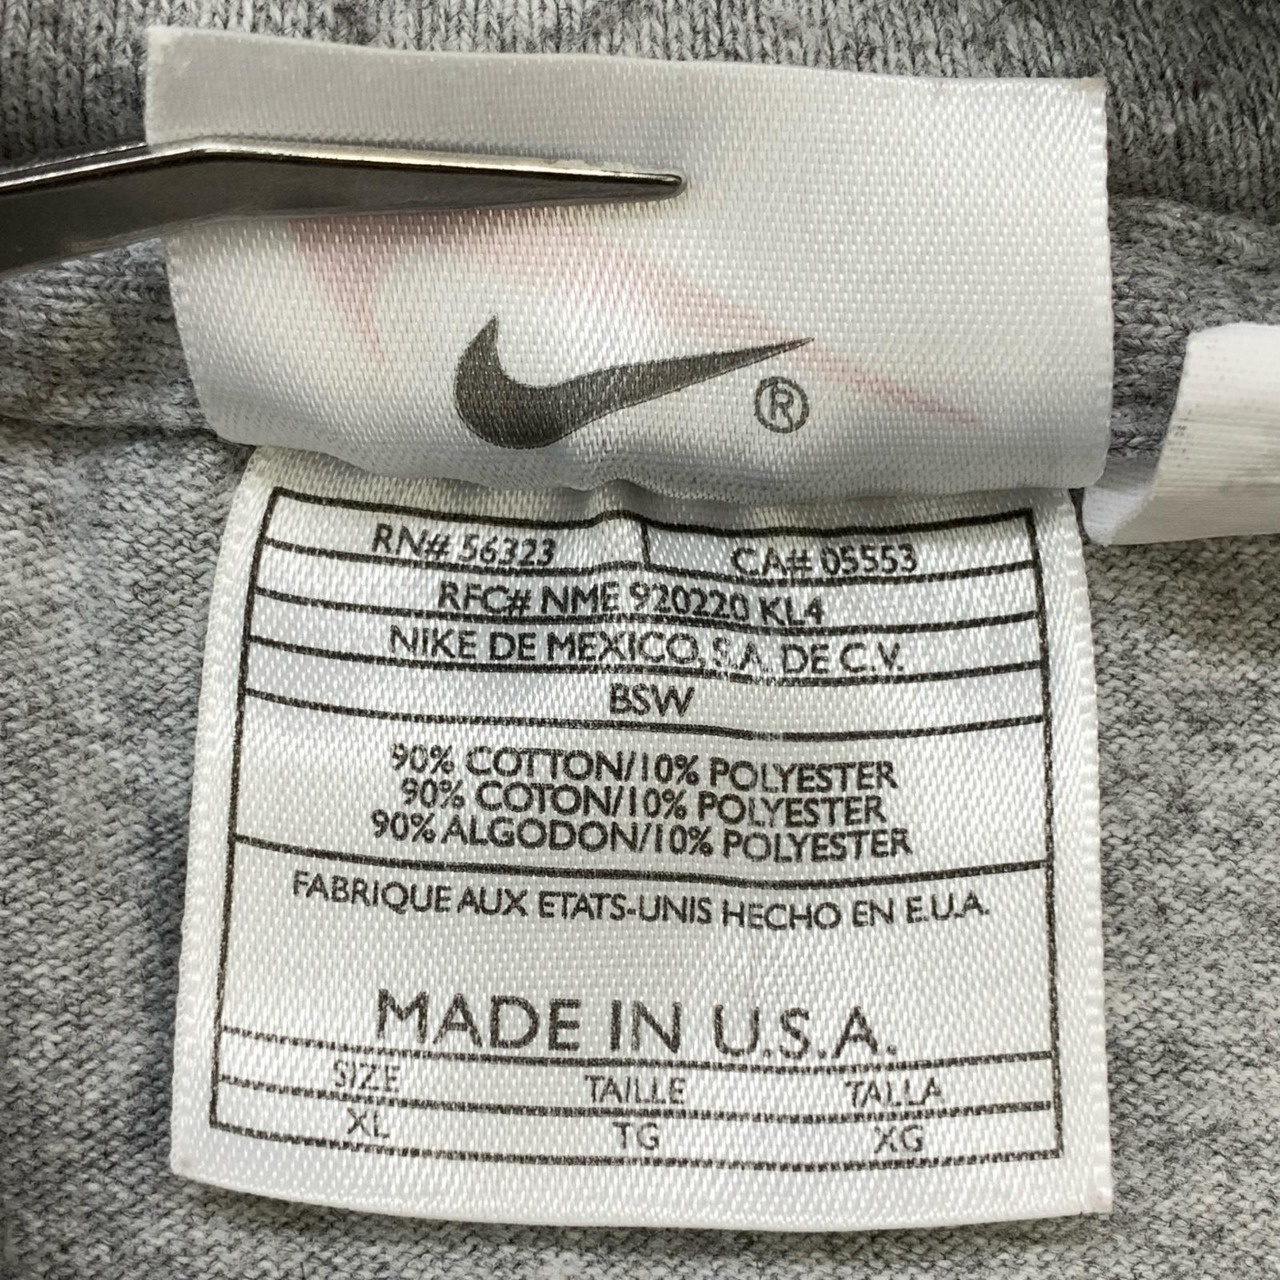 ®
RN# 56323 CA# 05553
RFC# NME 920220 KL4
NIKE DE MEXICO, S.A. DE C.V.
BSW
90% COTTON/10% POLYESTER
90% COTON/10% POLYESTER
90% ALGODON/10% POLYESTER
FABRIQUE AUX ETATS-UNIS HECHO EN E.U.A.
MADE IN U.S.A.
SIZE TAILLE TALLA
XL TG XG